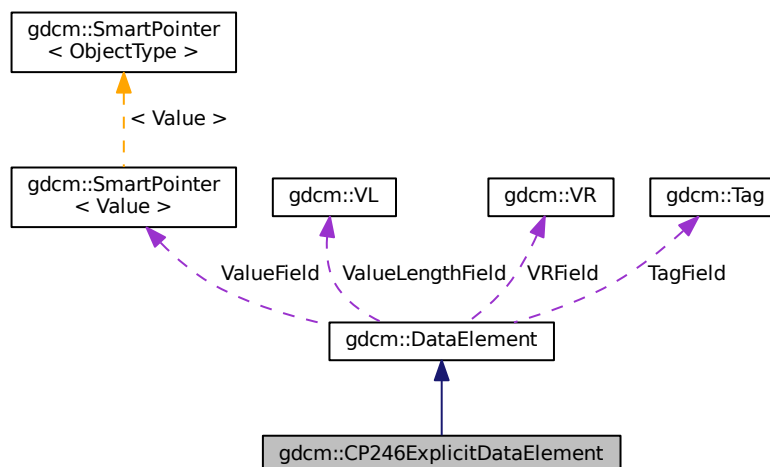 gdcm::SmartPointer
< ObjectType >
< Value >
gdcm::SmartPointer
< Value >
gdcm::VL
gdcm::VR
gdcm::Tag
ValueField
ValueLengthField
VRField
TagField
gdcm::DataElement
gdcm::CP246ExplicitDataElement